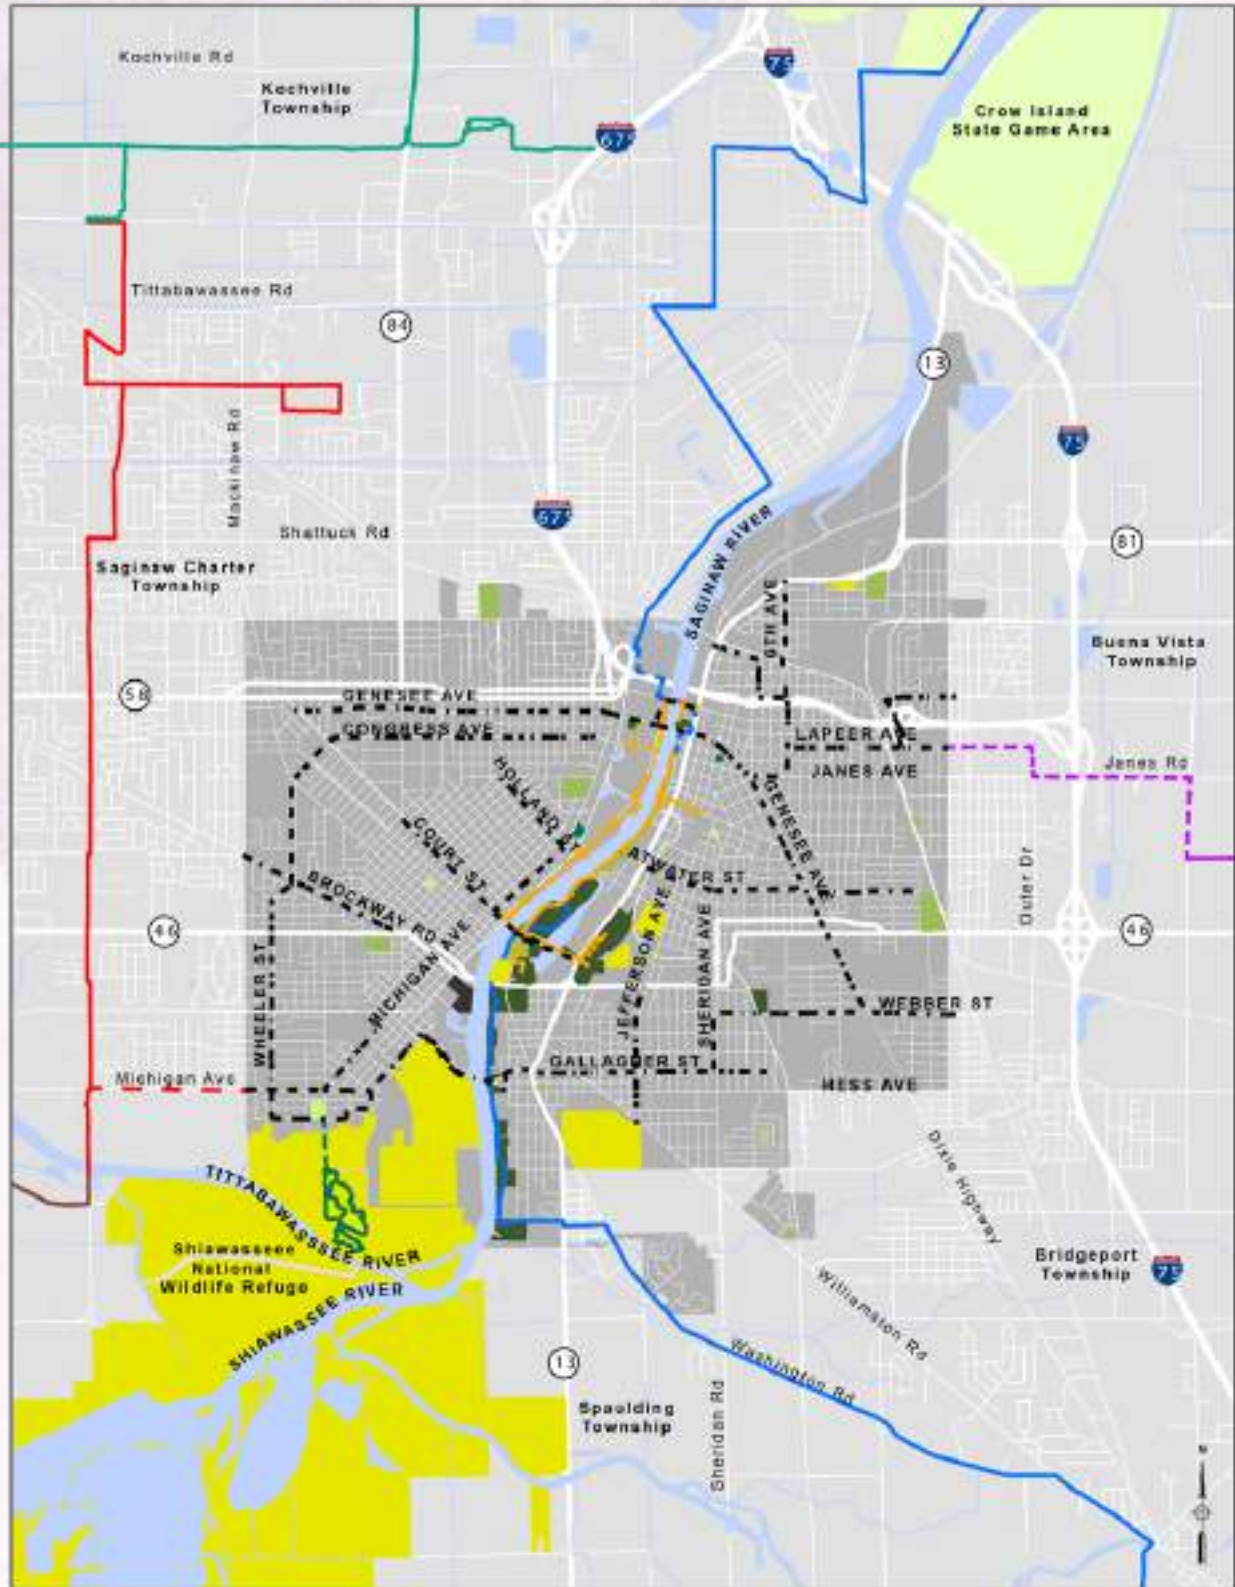 Kochville Rd
75
Kochville
Township
Crow Island
State Game Area
675
Tittabawassee Rd
84
13
75
Mackinaw Rd
675
Shattuck Rd
81
SAGINAW RIVER
Saginaw Charter
Township
6TH AVE
Buena Vista
Township
58
GENESEE AVE
CONGRESS AVE
LAPEER AVE
JANES AVE
Janes Rd
HOLLAND ST
GENESEE AVE
COURT ST
ATWATER ST
Outer Dr
BROCKWAY RD
JEFFERSON AVE
SHERIDAN AVE
46
46
WHEELER ST
MICHIGAN AVE
WEBBER ST
GALLAGHER ST
Michigan Ave
HESS AVE
Dixie Highway
TITTABAWASSSEE RIVER
Shiawasseee
National
Wildlife Refuge
Bridgeport
Township
75
SHIAWASSEE RIVER
Williamston Rd
13
Washington Rd
Spaulding
Township
Sheridan Rd
N